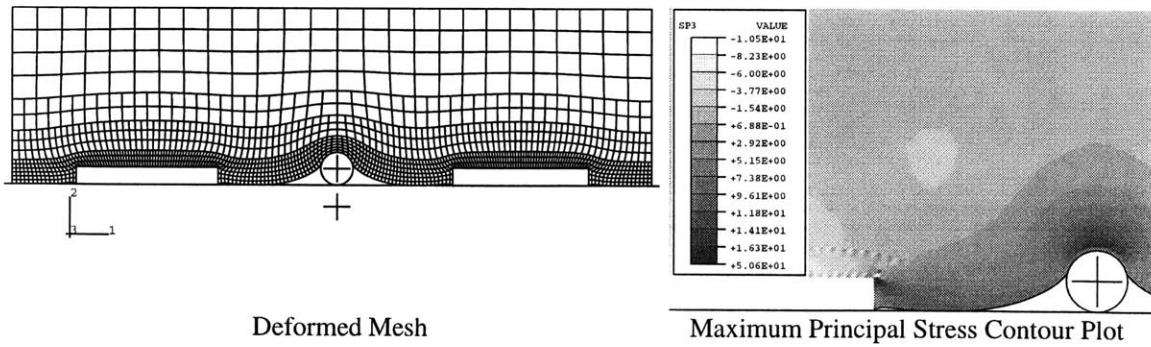 SP3 VALUE
-1.05E+01
-8.23E+00
-6.00E+00
-3.77E+00
-1.54E+00
+6.88E-01
+2.92E+00
+5.15E+00
+7.38E+00
+9.61E+00
+1.18E+01
+1.41E+01
+1.63E+01
+5.06E+01
2
3 1
Deformed Mesh
Maximum Principal Stress Contour Plot